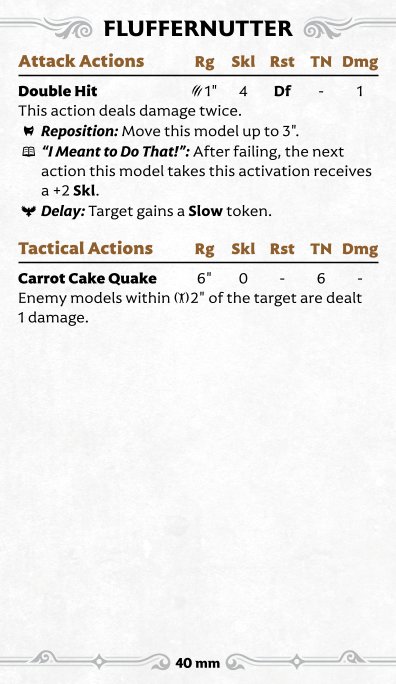 FLUFFERNUTTER
Attack Actions Rg Skl Rst TN Dmg
Double Hit 1" 4 Df - 1
This action deals damage twice.
Reposition: Move this model up to 3".
"I Meant to Do That!": After failing, the next
action this model takes this activation receives
a +2 Skl.
Delay: Target gains a Slow token.
Tactical Actions Rg Skl Rst TN Dmg
Carrot Cake Quake 6" 0 - 6 -
Enemy models within 2" of the target are dealt
1 damage.
40 mm